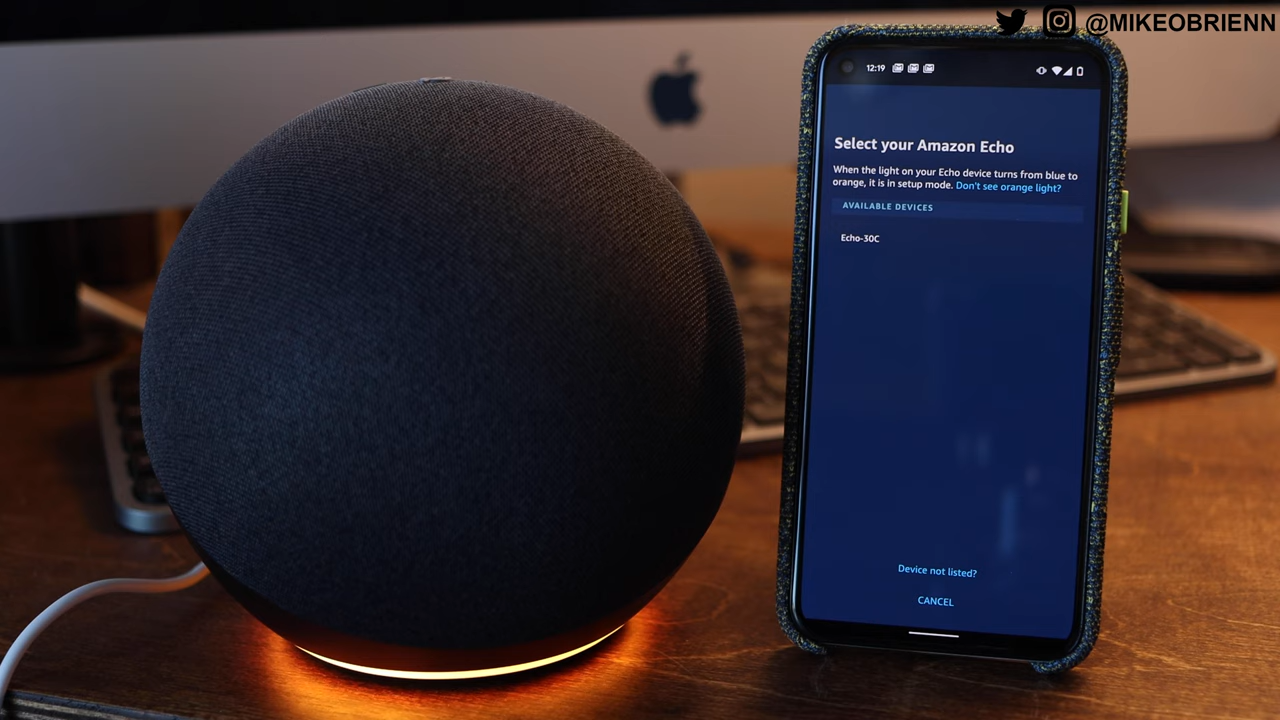 @MIKEOBRIENN
12:19
Select your Amazon Echo
When the light on your Echo device turns from blue to
orange, it is in setup mode. Don't see orange light?
AVAILABLE DEVICES
Echo-30C
Device not listed?
CANCEL